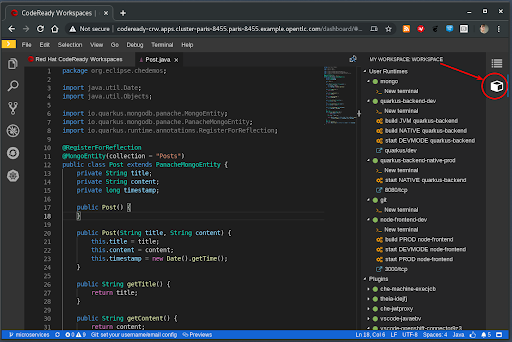 CodeReady Workspaces |
Not secure | codeready-crw.apps.cluster-paris-8455.paris-8455.example.opentlc.com/dashboard/#...
File Edit Selection View Go Debug Terminal Help
Red Hat CodeReady Workspaces
Post.java
1 package org.eclipse.chedemos;
2
3 import java.util.Date;
4 import java.util.Objects;
5
6 import io.quarkus.mongodb.panache.MongoEntity;
7 import io.quarkus.mongodb.panache.PanacheMongoEntity;
8 import io.quarkus.runtime.annotations.RegisterForReflection;
9
10 @RegisterForReflection
11 @MongoEntity(collection = "Posts")
12 public class Post extends PanacheMongoEntity {
13 private String title;
14 private String content;
15 private long timestamp;
16
17 public Post() {
18 }
19
20 public Post(String title, String content) {
21 this.title = title;
22 this.content = content;
23 this.timestamp = new Date().getTime();
24 }
25
26 public String getTitle() {
27 return title;
28 }
29
30 public String getContent() {
31 return content;
MY WORKSPACE: WORKSPACE
User Runtimes
mongo
New terminal
quarkus-backend-dev
New terminal
build JVM quarkus-backend
build NATIVE quarkus-backend
start DEVMODE quarkus-backend
quarkus/dev
quarkus-backend-native-prod
New terminal
start NATIVE quarkus-backend
8080/tcp
git
New terminal
node-frontend-dev
New terminal
build PROD node-frontend
start DEVMODE node-frontend
start PROD node-frontend
3000/tcp
Plugins
che-machine-execjcb
che-jwtproxy
microservices 0 9 Git: set your username/email config Previews Ln 18, Col 6 LF UTF-8 Spaces: 4 Java 5